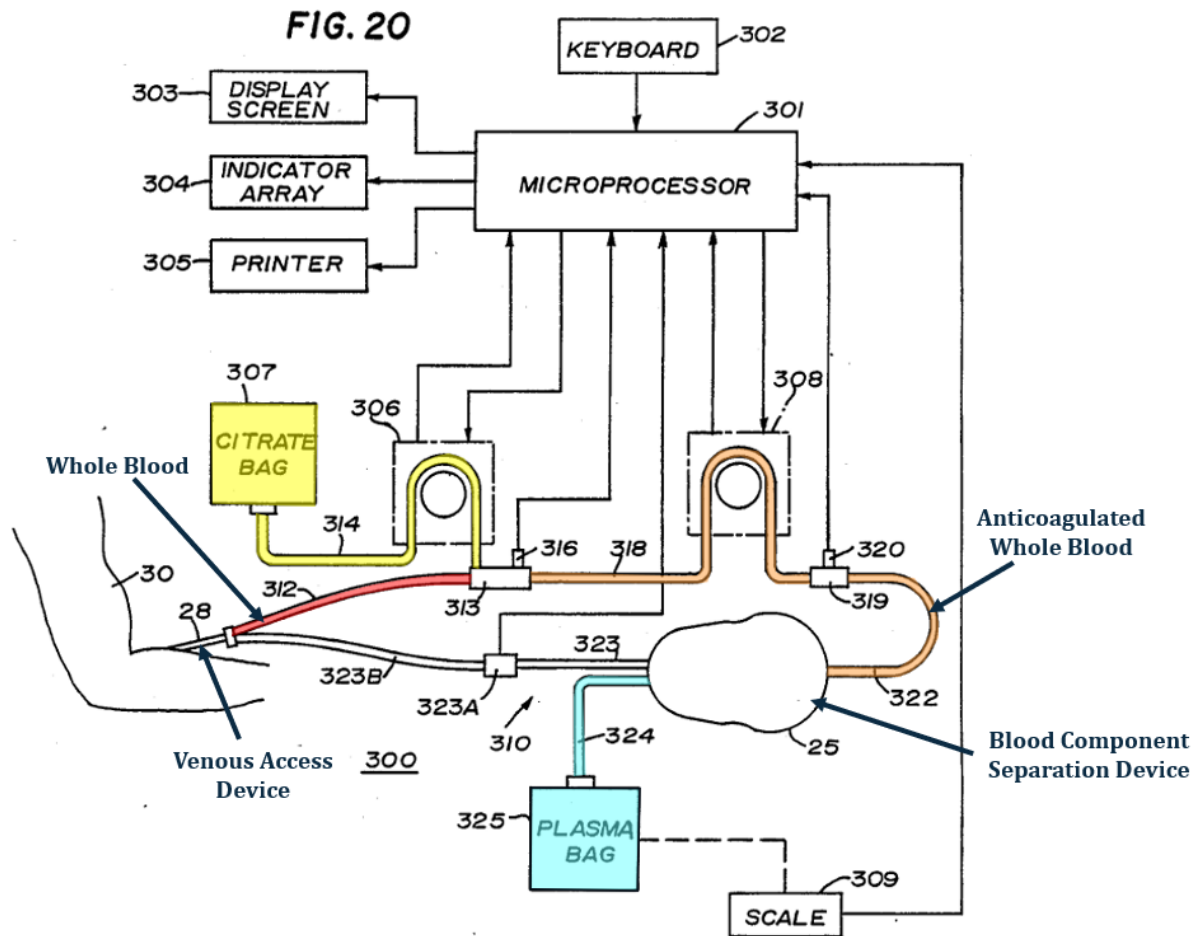 FIG. 20
KEYBOARD
302
303
DISPLAY
SCREEN
301
304
INDICATOR
ARRAY
MICROPROCESSOR
305
PRINTER
307
306
308
CITRATE
BAG
Whole Blood
314
316
318
320
Anticoagulated
Whole Blood
30
312
313
319
28
323
323B
323A
322
310
324
25
Venous Access
Device
300
Blood Component
Separation Device
325
PLASMA
BAG
309
SCALE